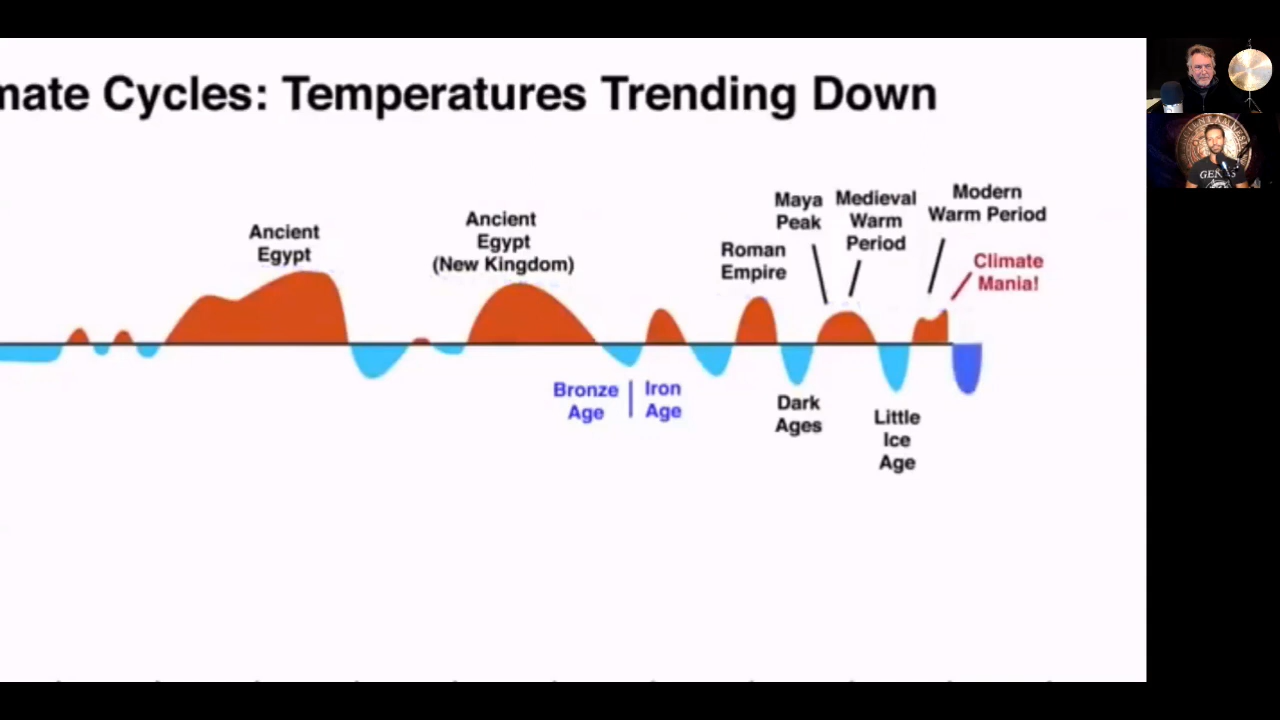 mate Cycles: Temperatures Trending Down
Ancient
Egypt
Ancient
Egypt
(New Kingdom)
Roman
Empire
Maya
Peak
Medieval
Warm
Period
Modern
Warm Period
Climate
Mania!
Bronze
Age
Iron
Age
Dark
Ages
Little
Ice
Age